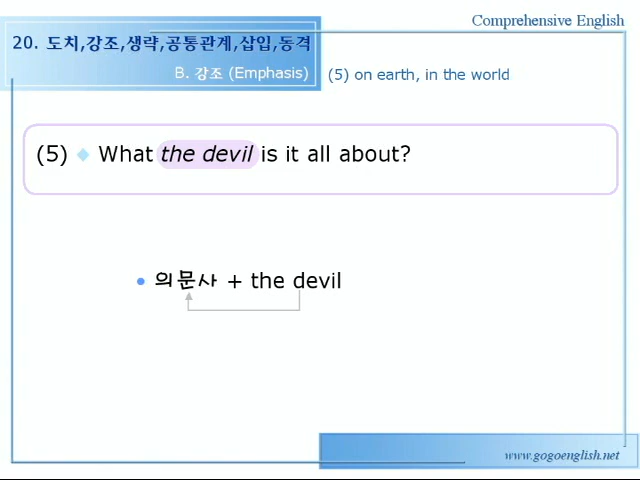 Comprehensive English
20. 도치,강조,생략,공통관계,삽입,동격
B. 강조 (Emphasis)
(5) on earth, in the world
(5) ◆ What the devil is it all about?
• 의문사 + the devil
www.gogoenglish.net